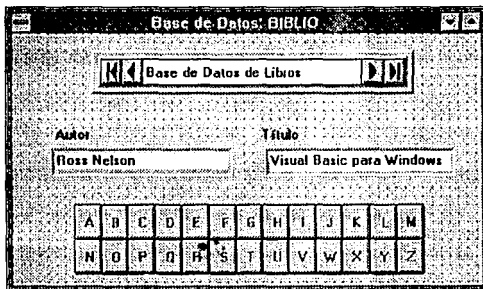 Base de Datos: BIBLIO
Base de Datos de Libros
Autor Título
Ross Nelson Visual Basic para Windows
A B C D E F G H I J K L M
N O P Q R S T U V W X Y Z